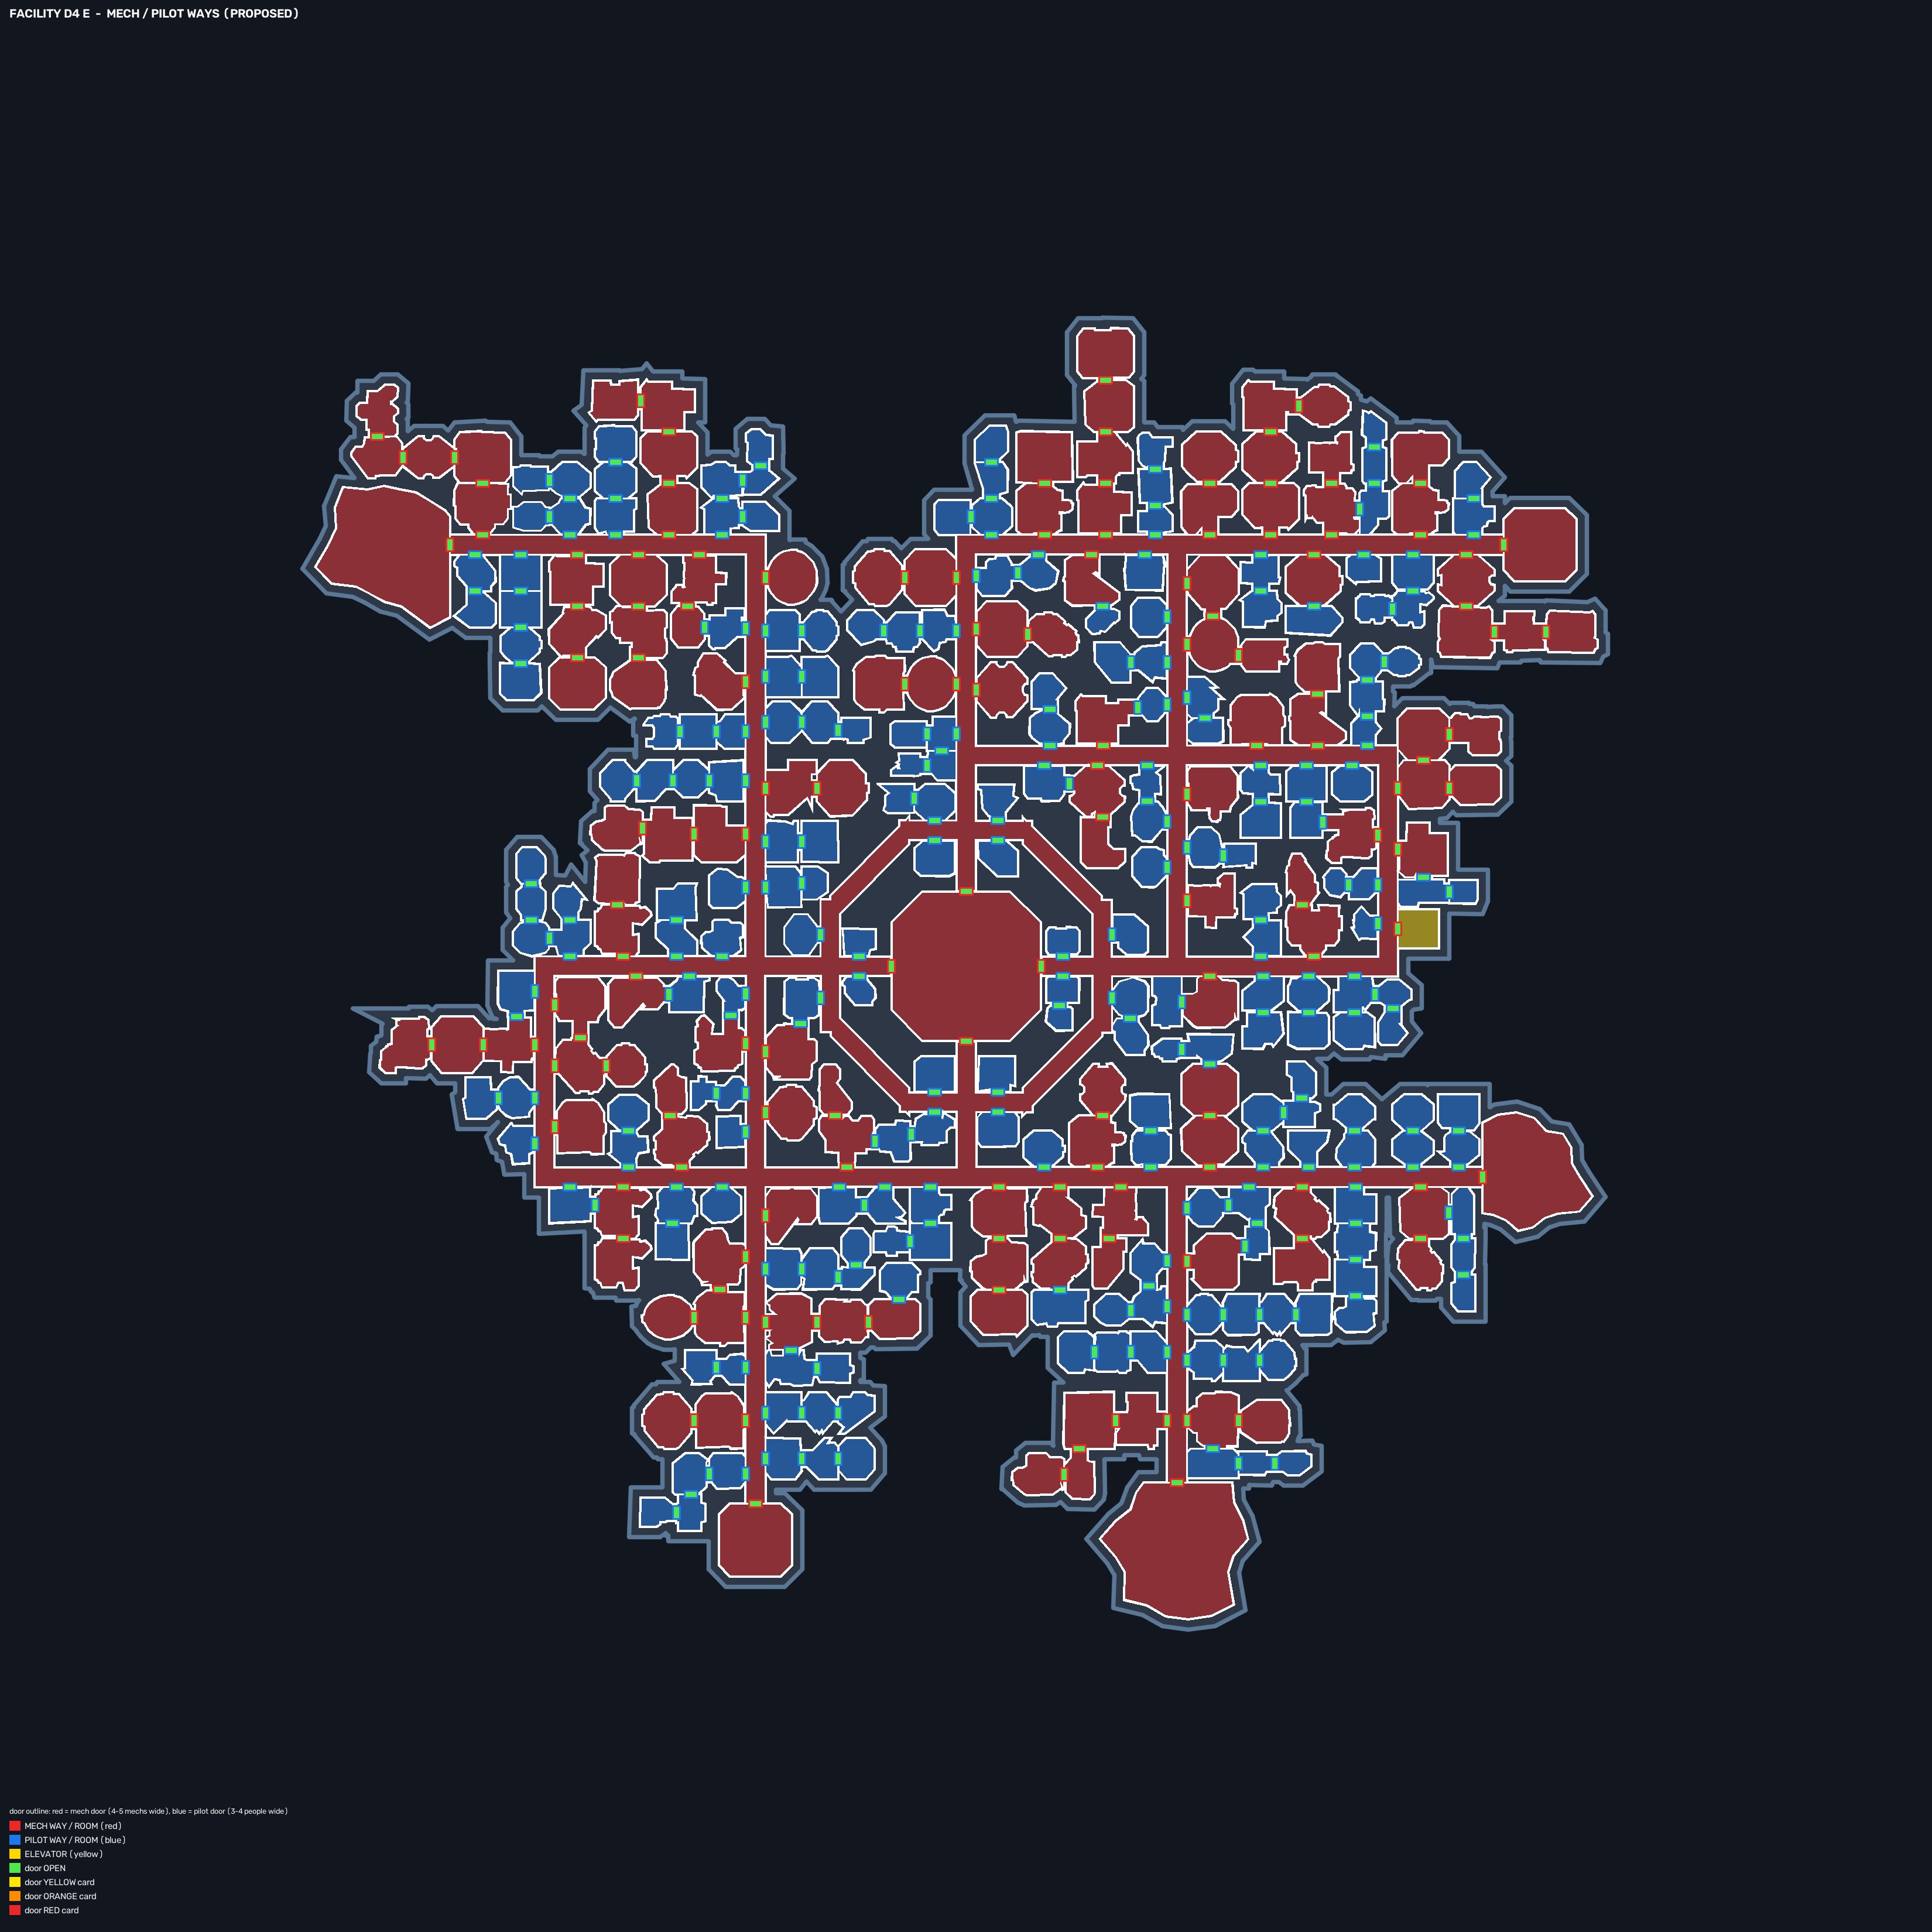 FACILITY D4 E - MECH / PILOT WAYS (PROPOSED)
door outline: red = mech door (4-5 mechs wide), blue = pilot door (3-4 people wide)
MECH WAY / ROOM (red)
PILOT WAY / ROOM (blue)
ELEVATOR (yellow)
door OPEN
door YELLOW card
door ORANGE card
door RED card